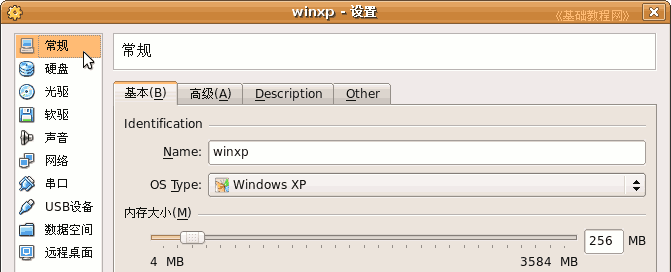 winxp - 设置
《基础教程网》
常规
硬盘
光驱
软驱
声音
网络
串口
USB设备
数据空间
远程桌面
常规
基本(B) 高级(A) Description Other
Identification
Name: winxp
OS Type: Windows XP
内存大小(M)
256 MB
4 MB 3584 MB